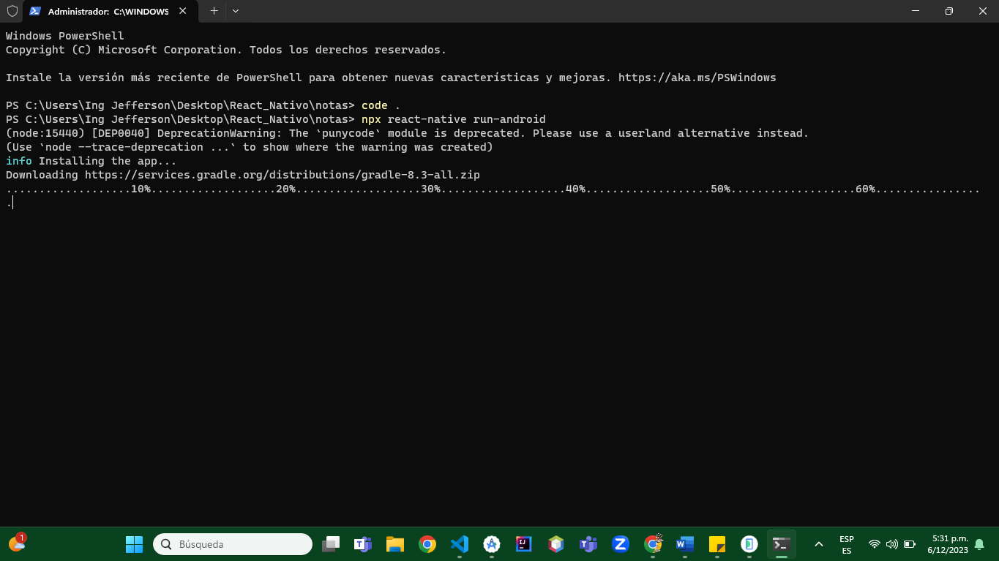 Administrador: C:\WINDOWS
Windows PowerShell
Copyright (C) Microsoft Corporation. Todos los derechos reservados.
Instale la versión más reciente de PowerShell para obtener nuevas características y mejoras. https://aka.ms/PSWindows
PS C:\Users\Ing Jefferson\Desktop\React_Nativo\notas> code .
PS C:\Users\Ing Jefferson\Desktop\React_Nativo\notas> npx react-native run-android
(node:15440) [DEP0040] DeprecationWarning: The `punycode` module is deprecated. Please use a userland alternative instead.
(Use `node --trace-deprecation ...` to show where the warning was created)
info Installing the app...
Downloading https://services.gradle.org/distributions/gradle-8.3-all.zip
...................10%...................20%...................30%...................40%...................50%...................60%................
.
1
Búsqueda
ESP
ES
5:31 p.m.
6/12/2023